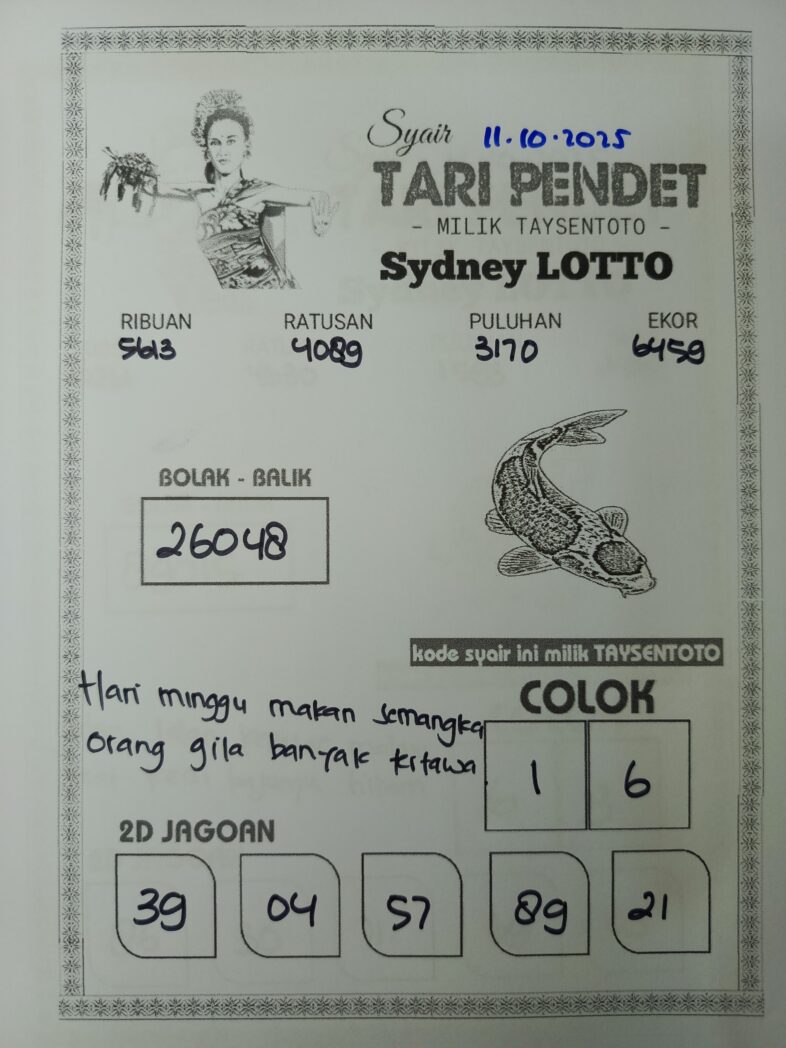 Syair 11.10.2025
TARI PENDET
- MILIK TAYSENTOTO -
Sydney LOTTO
RIBUAN RATUSAN PULUHAN EKOR
5613 4089 3170 6459
BOLAK - BALIK
26048
kode syair ini milik TAYSENTOTO
Hari minggu makan semangka
orang gila banyak ketawa
COLOK
1 6
2D JAGOAN
39 04 57 89 21